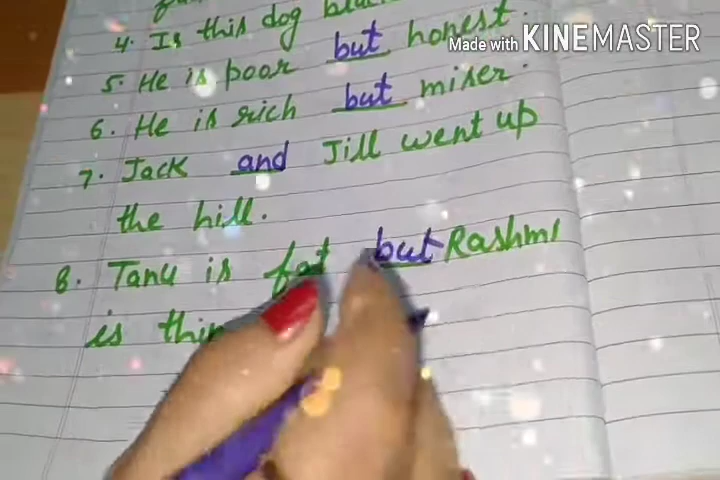 4. Is this dog
5. He is poor but honest.
Made with KINEMASTER
6. He is rich but miser.
7. Jack and Jill went up
the hill.
8. Tanu is fat but Rashmi
is thin